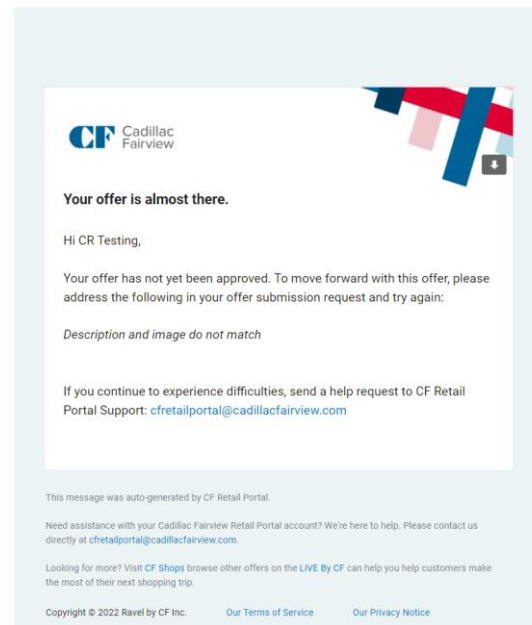 CF Cadillac
Fairview
Your offer is almost there.
Hi CR Testing,
Your offer has not yet been approved. To move forward with this offer, please
address the following in your offer submission request and try again:
Description and image do not match
If you continue to experience difficulties, send a help request to CF Retail
Portal Support: cfretailportal@cadillacfairview.com
This message was auto-generated by CF Retail Portal.
Need assistance with your Cadillac Fairview Retail Portal account? We're here to help. Please contact us
directly at cfretailportal@cadillacfairview.com.
Looking for more? Visit CF Shops browse other offers on the LiVE By CF can help you help customers make
the most of their next shopping trip.
Copyright © 2022 Ravel by CF Inc. Our Terms of Service Our Privacy Notice